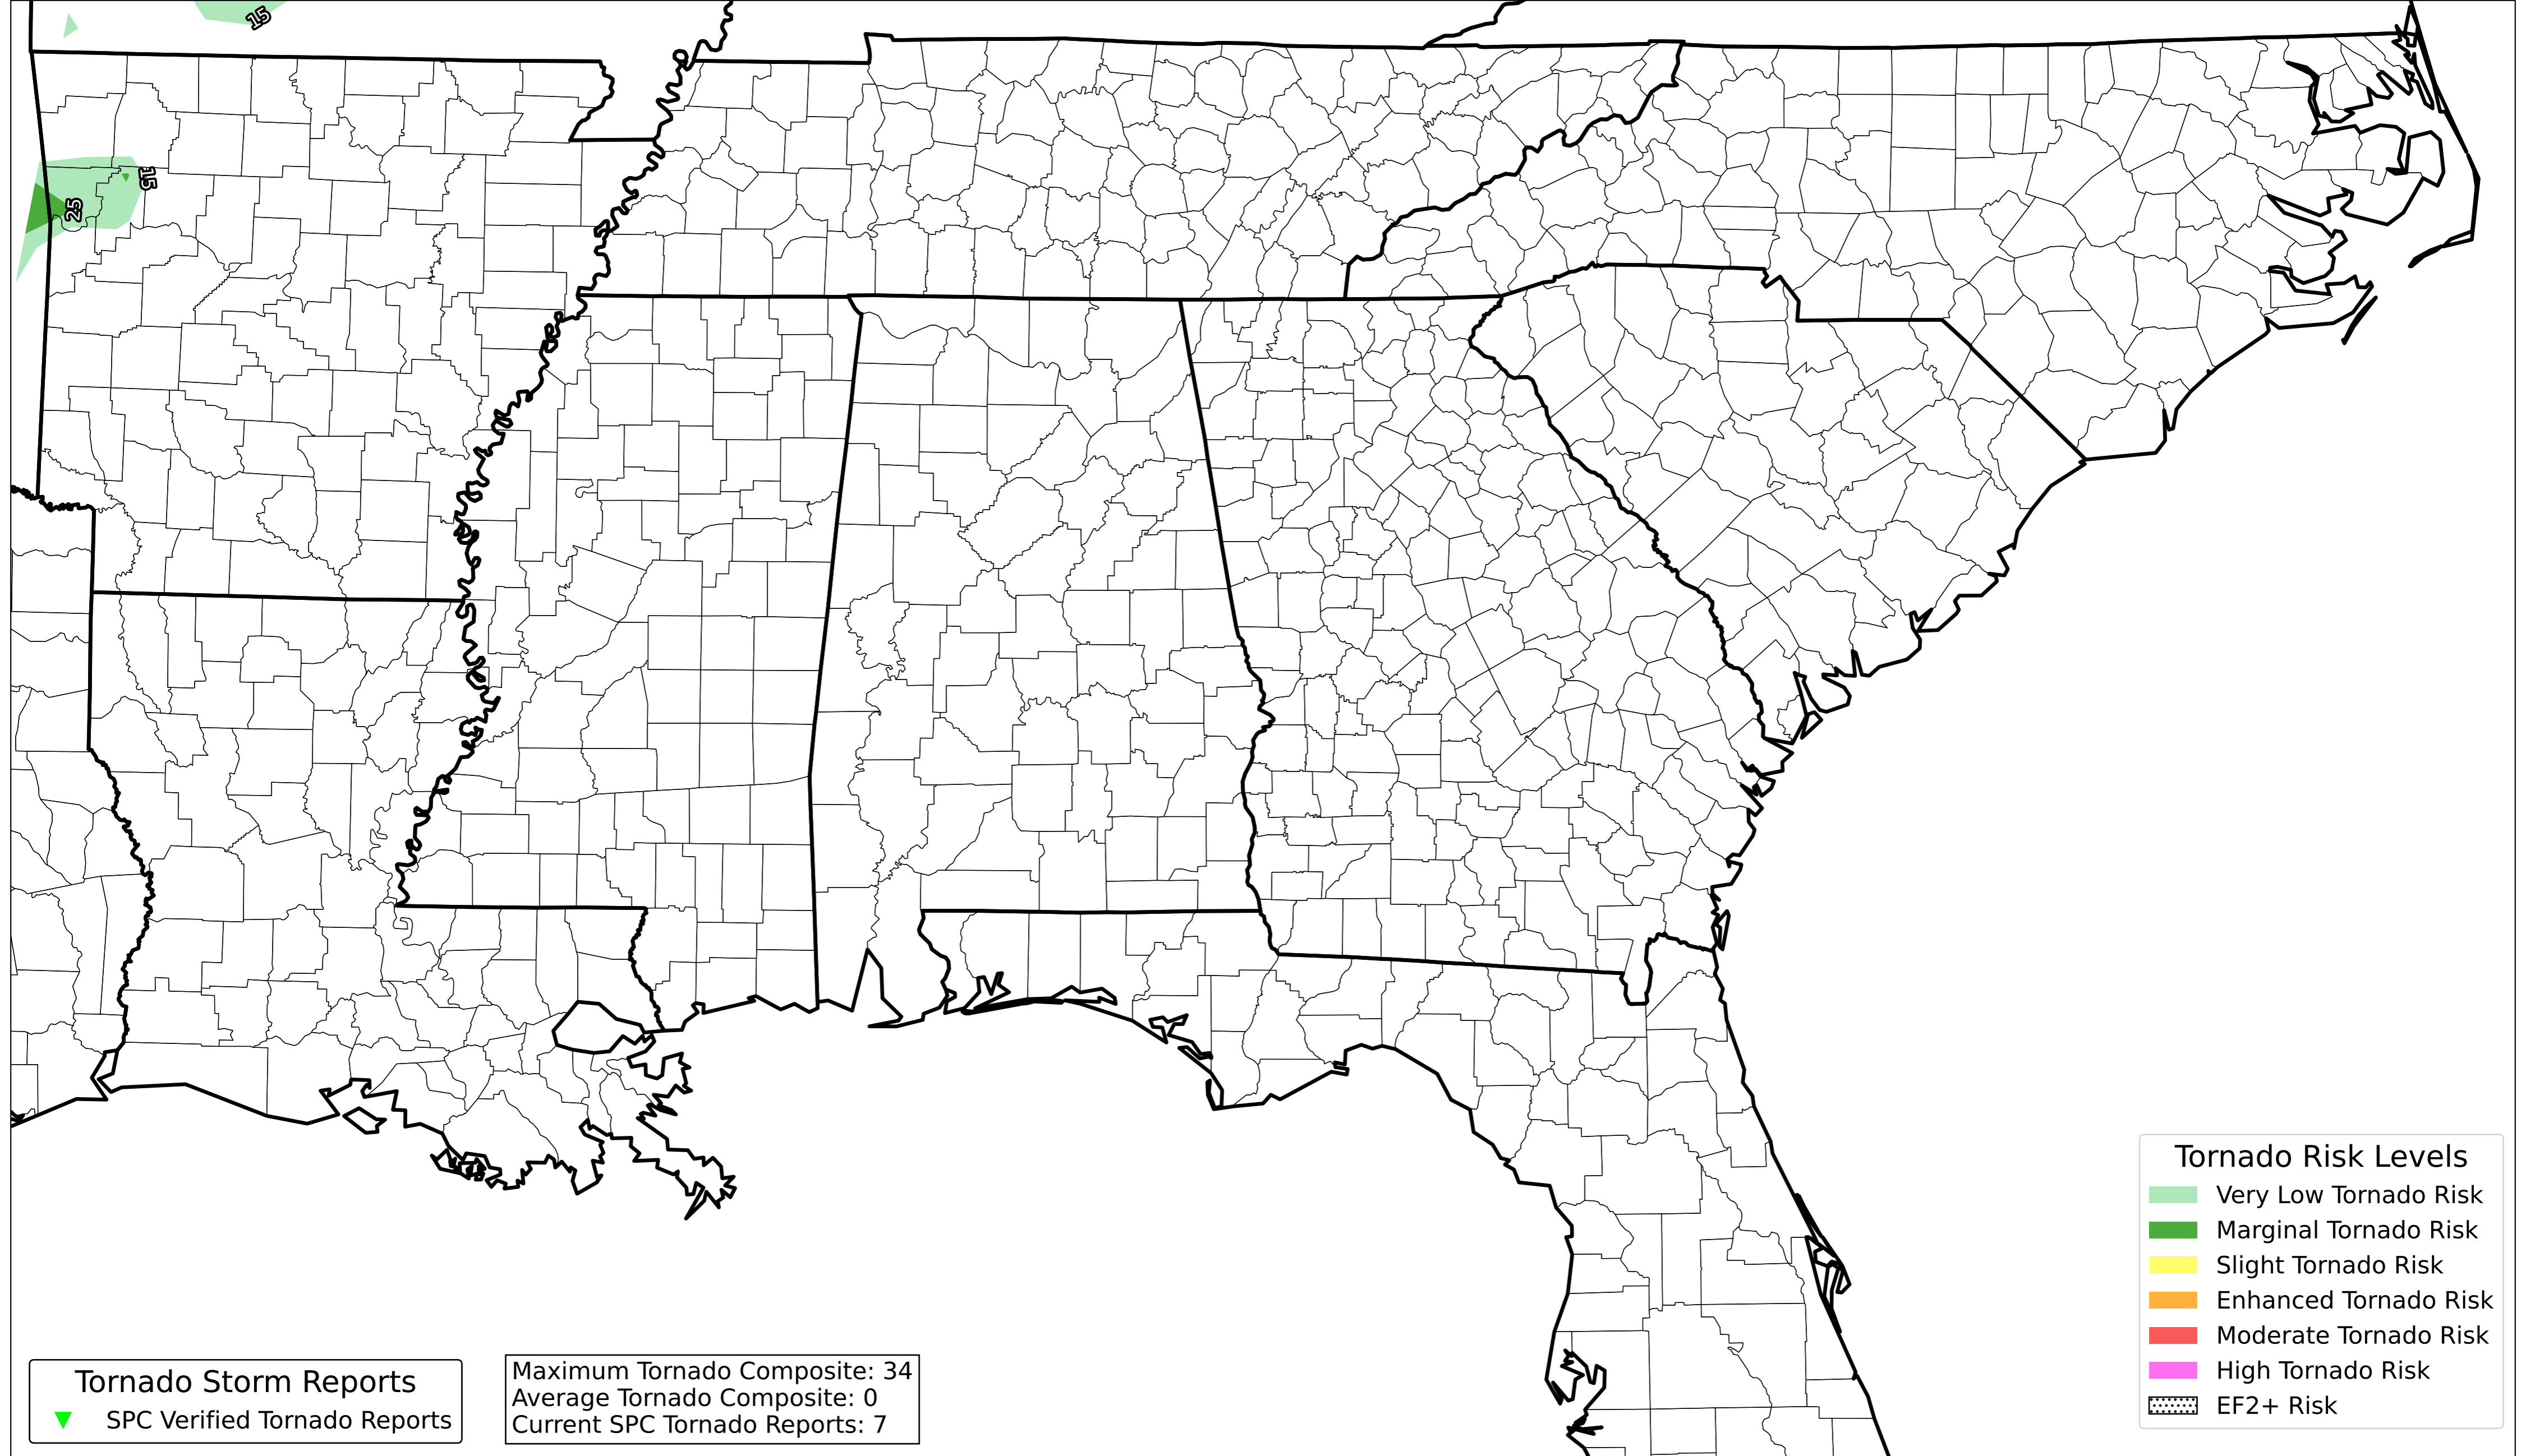 15
15
25
Tornado Risk Levels
Very Low Tornado Risk
Marginal Tornado Risk
Slight Tornado Risk
Enhanced Tornado Risk
Moderate Tornado Risk
High Tornado Risk
EF2+ Risk
Tornado Storm Reports
SPC Verified Tornado Reports
Maximum Tornado Composite: 34
Average Tornado Composite: 0
Current SPC Tornado Reports: 7